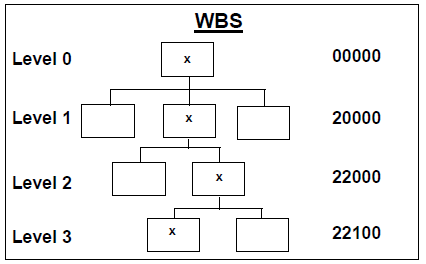 WBS
Level 0 x 00000
Level 1 x 20000
Level 2 x 22000
Level 3 x 22100